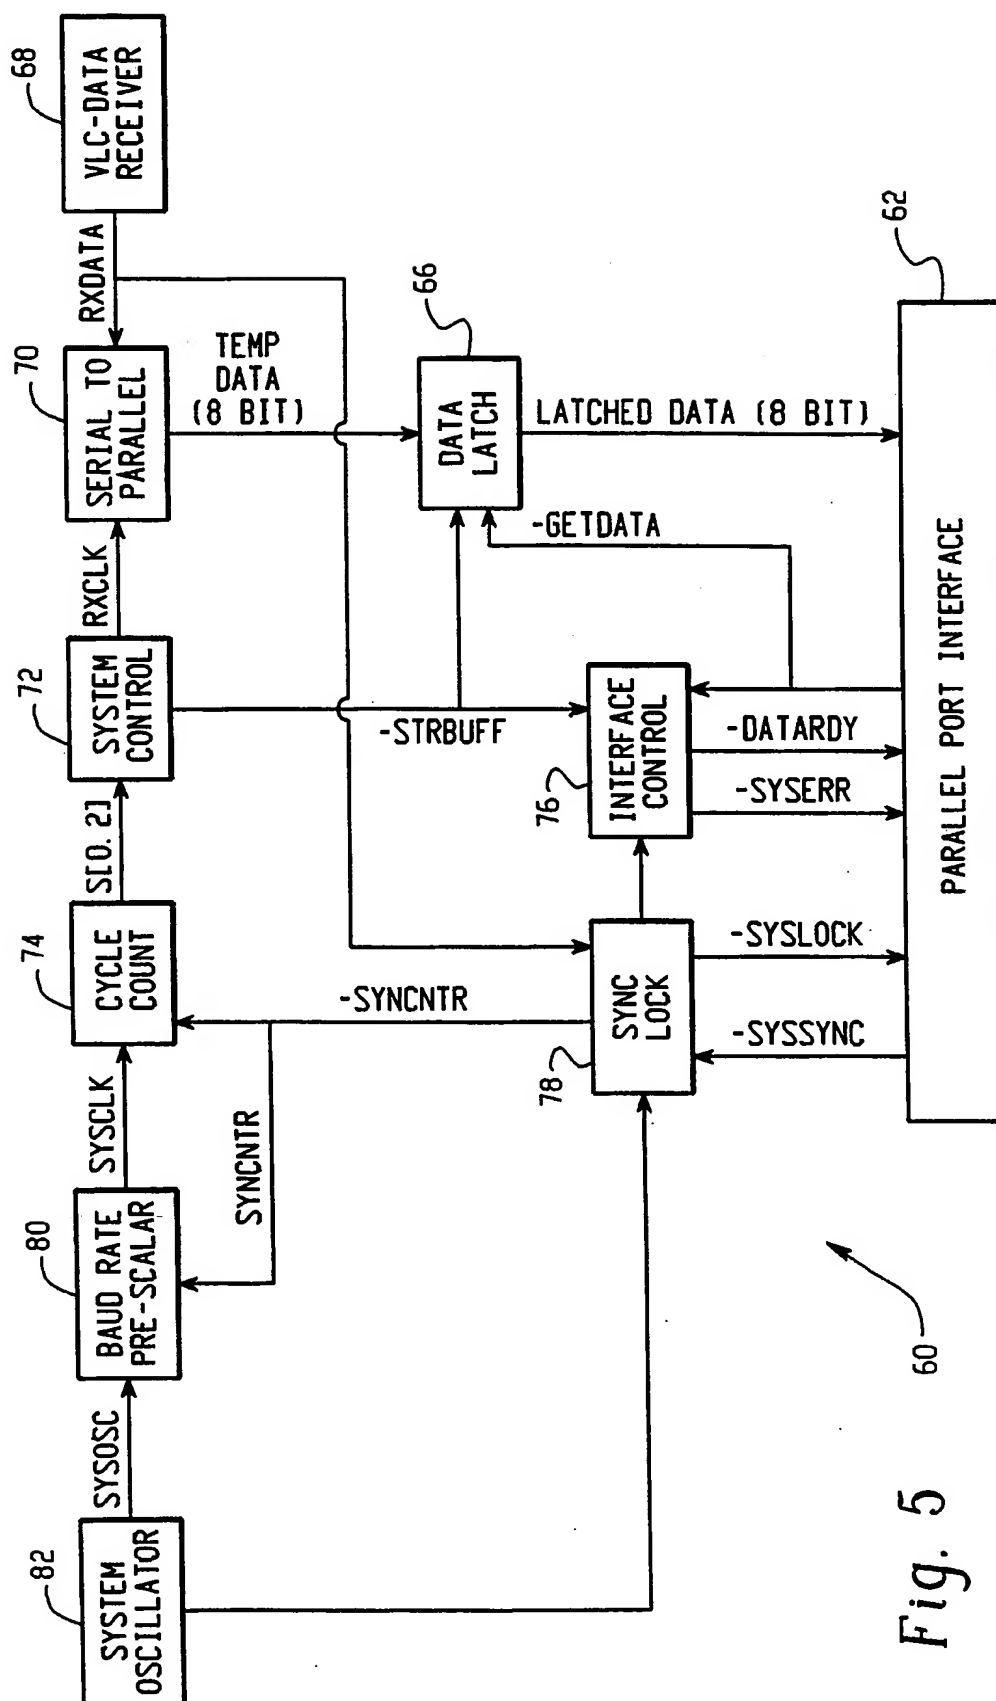 82
SYSTEM
OSCILLATOR
SYSOSC
80
BAUD RATE
PRE-SCALAR
SYSCLK
74
CYCLE
COUNT
S[0. 2]
72
SYSTEM
CONTROL
RXCLK
70
SERIAL TO
PARALLEL
RXDATA
68
VLC-DATA
RECEIVER
SYNCNTR
-SYNCNTR
-STRBUFF
TEMP
DATA
(8 BIT)
66
DATA
LATCH
78
SYNC
LOCK
76
INTERFACE
CONTROL
-GETDATA
LATCHED DATA (8 BIT)
-SYSSYNC
-SYSLOCK
-SYSERR
-DATARDY
62
PARALLEL PORT INTERFACE
60
Fig. 5